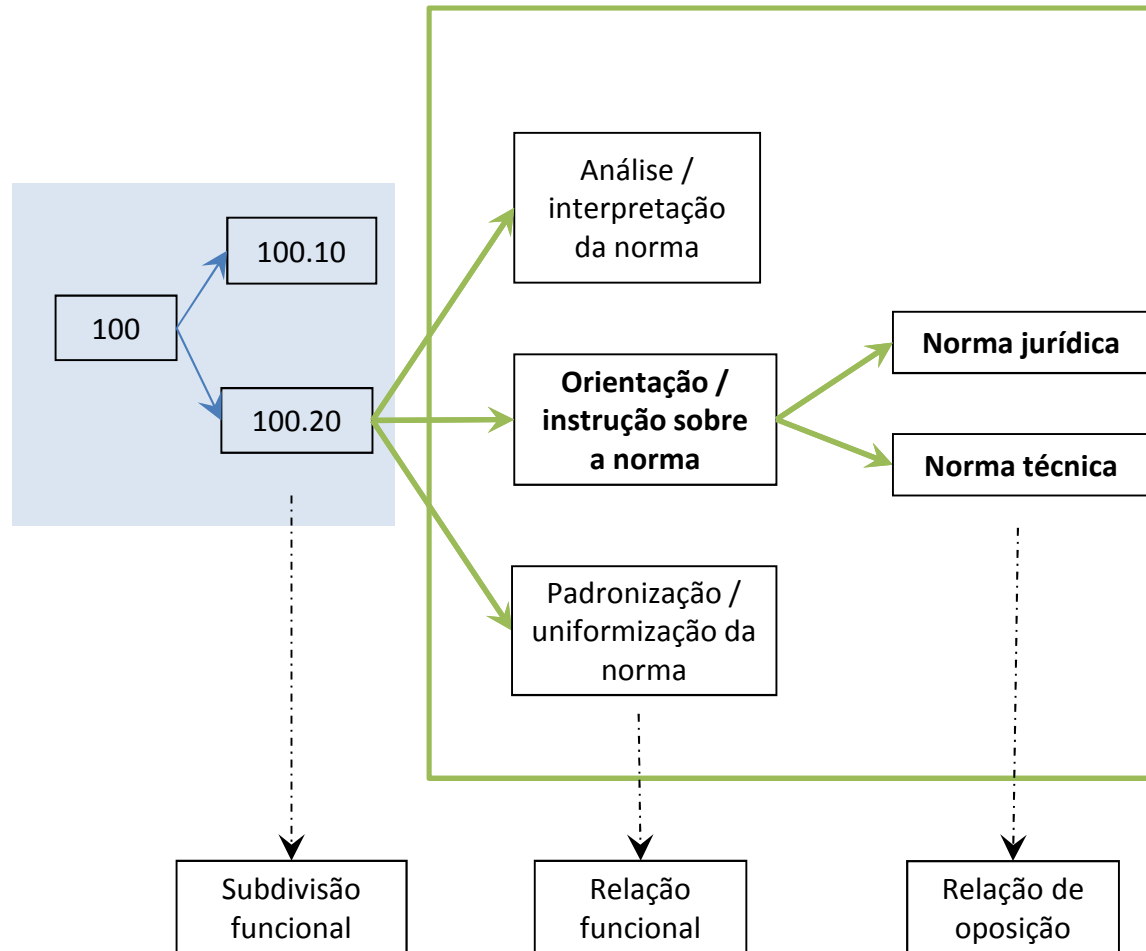 Análise /
interpretação
da norma
100.10
100
Norma jurídica
Orientação /
instrução sobre
a norma
100.20
Norma técnica
Padronização /
uniformização da
norma
Subdivisão
funcional
Relação
funcional
Relação de
oposição